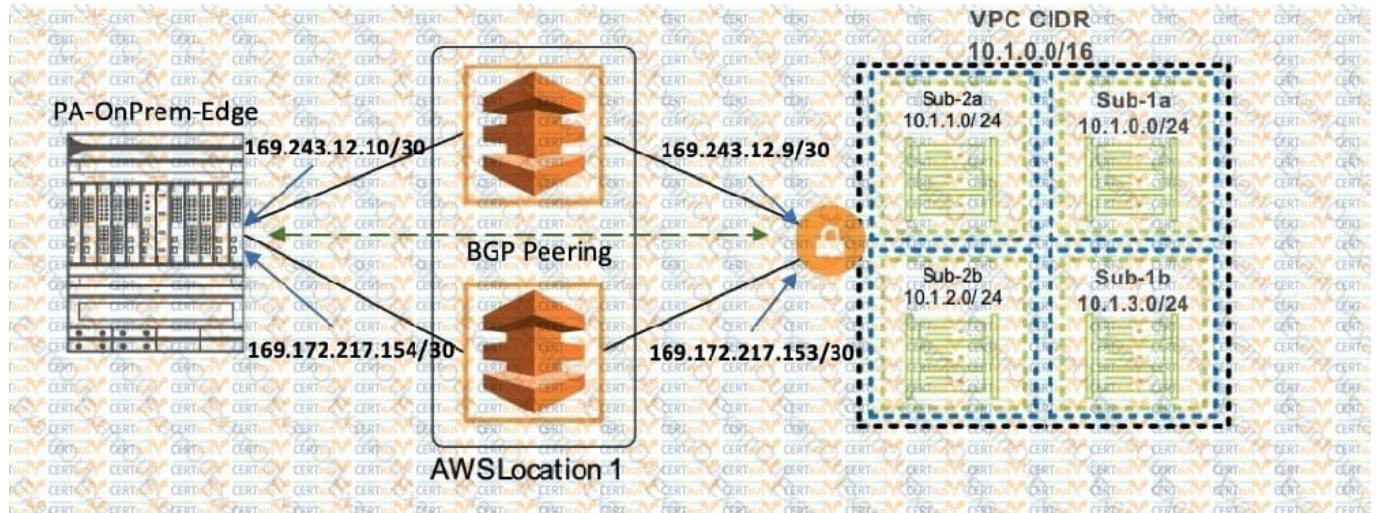 VPC CIDR
10.1.0.0/16
PA-OnPrem-Edge
169.243.12.10/30
169.243.12.9/30
Sub-2a
10.1.1.0/24
Sub-1a
10.1.0.0/24
BGP Peering
Sub-2b
10.1.2.0/24
Sub-1b
10.1.3.0/24
169.172.217.154/30
169.172.217.153/30
AWSLocation 1